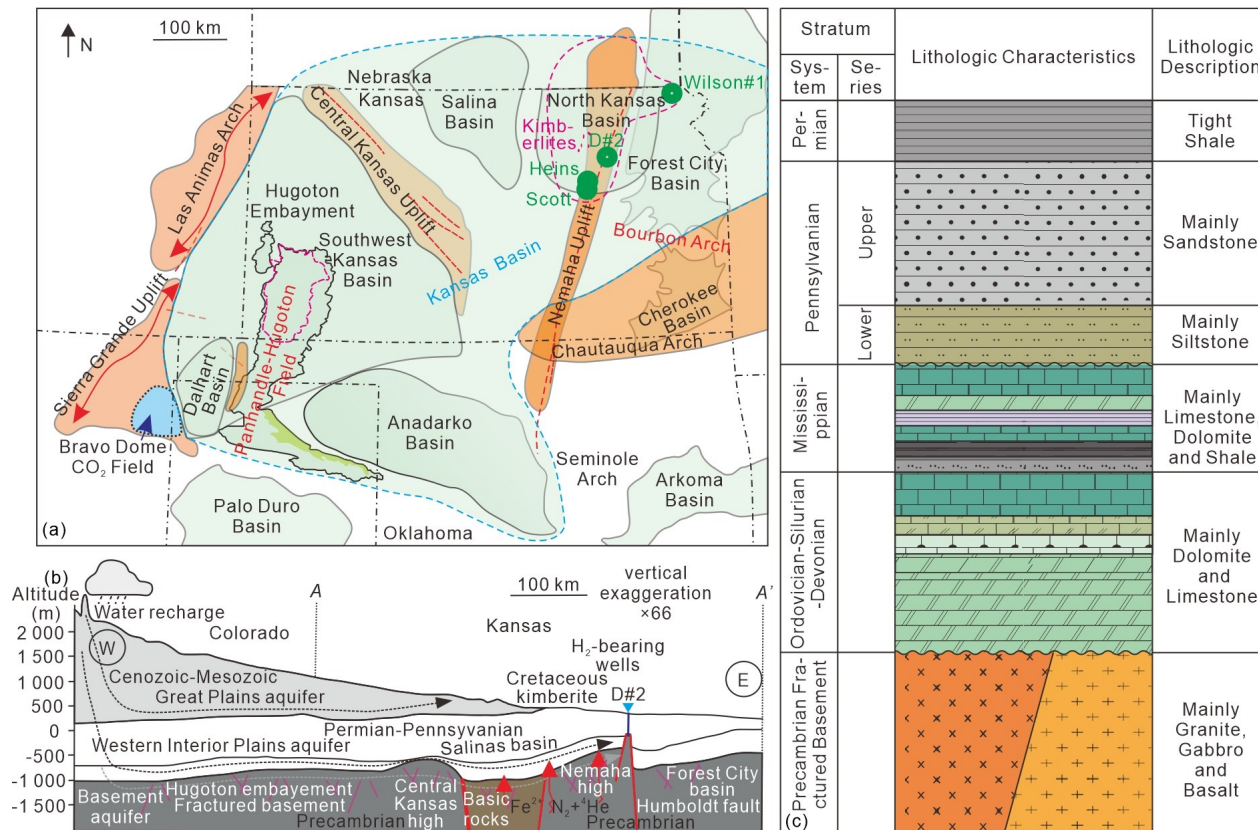 100 km
N
Nebraska
Kansas
Salina
Basin
North Kansas
Basin
Wilson#1
Kimb-
erlites
D#2
Heins
Scott
Forest City
Basin
Las Animas Arch
Central Kansas Uplift
Hugoton
Embayment
Southwest
Kansas
Basin
Kansas Basin
Nemaha Uplift
Bourbon Arch
Cherokee
Basin
Chautauqua Arch
Sierra Grande Uplift
Dalhart
Basin
Panhandle-Hugoton
Field
Anadarko
Basin
Bravo Dome
CO₂ Field
Seminole
Arch
Arkoma
Basin
Palo Duro
Basin
Oklahoma
(a)
(b)
Altitude
(m)
2 000
1 500
1 000
500
0
-500
-1 000
-1 500
Water recharge
A
100 km
vertical
exaggeration
×66
A'
W
Colorado
Kansas
H₂-bearing
wells
D#2
E
Cenozoic-Mesozoic
Great Plains aquifer
Cretaceous
kimberite
Permian-Pennsyvanian
Western Interior Plains aquifer
Salinas basin
Basement
aquifer
Hugoton embayment
Fractured basement
Precambrian
Central
Kansas
high
Basic
rocks
Fe²⁺
N₂+⁴He
Nemaha
high
Precambrian
Forest City
basin
Humboldt fault
Stratum
Sys-
tem
Se-
ries
Lithologic Characteristics
Lithologic
Description
Per-
mian
Tight
Shale
Pennsylvanian
Upper
Mainly
Sandstone
Lower
Mainly
Siltstone
Mississi-
ppian
Mainly
Limestone
Dolomite
and Shale
Ordovician-Silurian
-Devonian
Mainly
Dolomite
and
Limestone
Precambrian Fra-
ctured Basement
Mainly
Granite,
Gabbro
and
Basalt
(c)